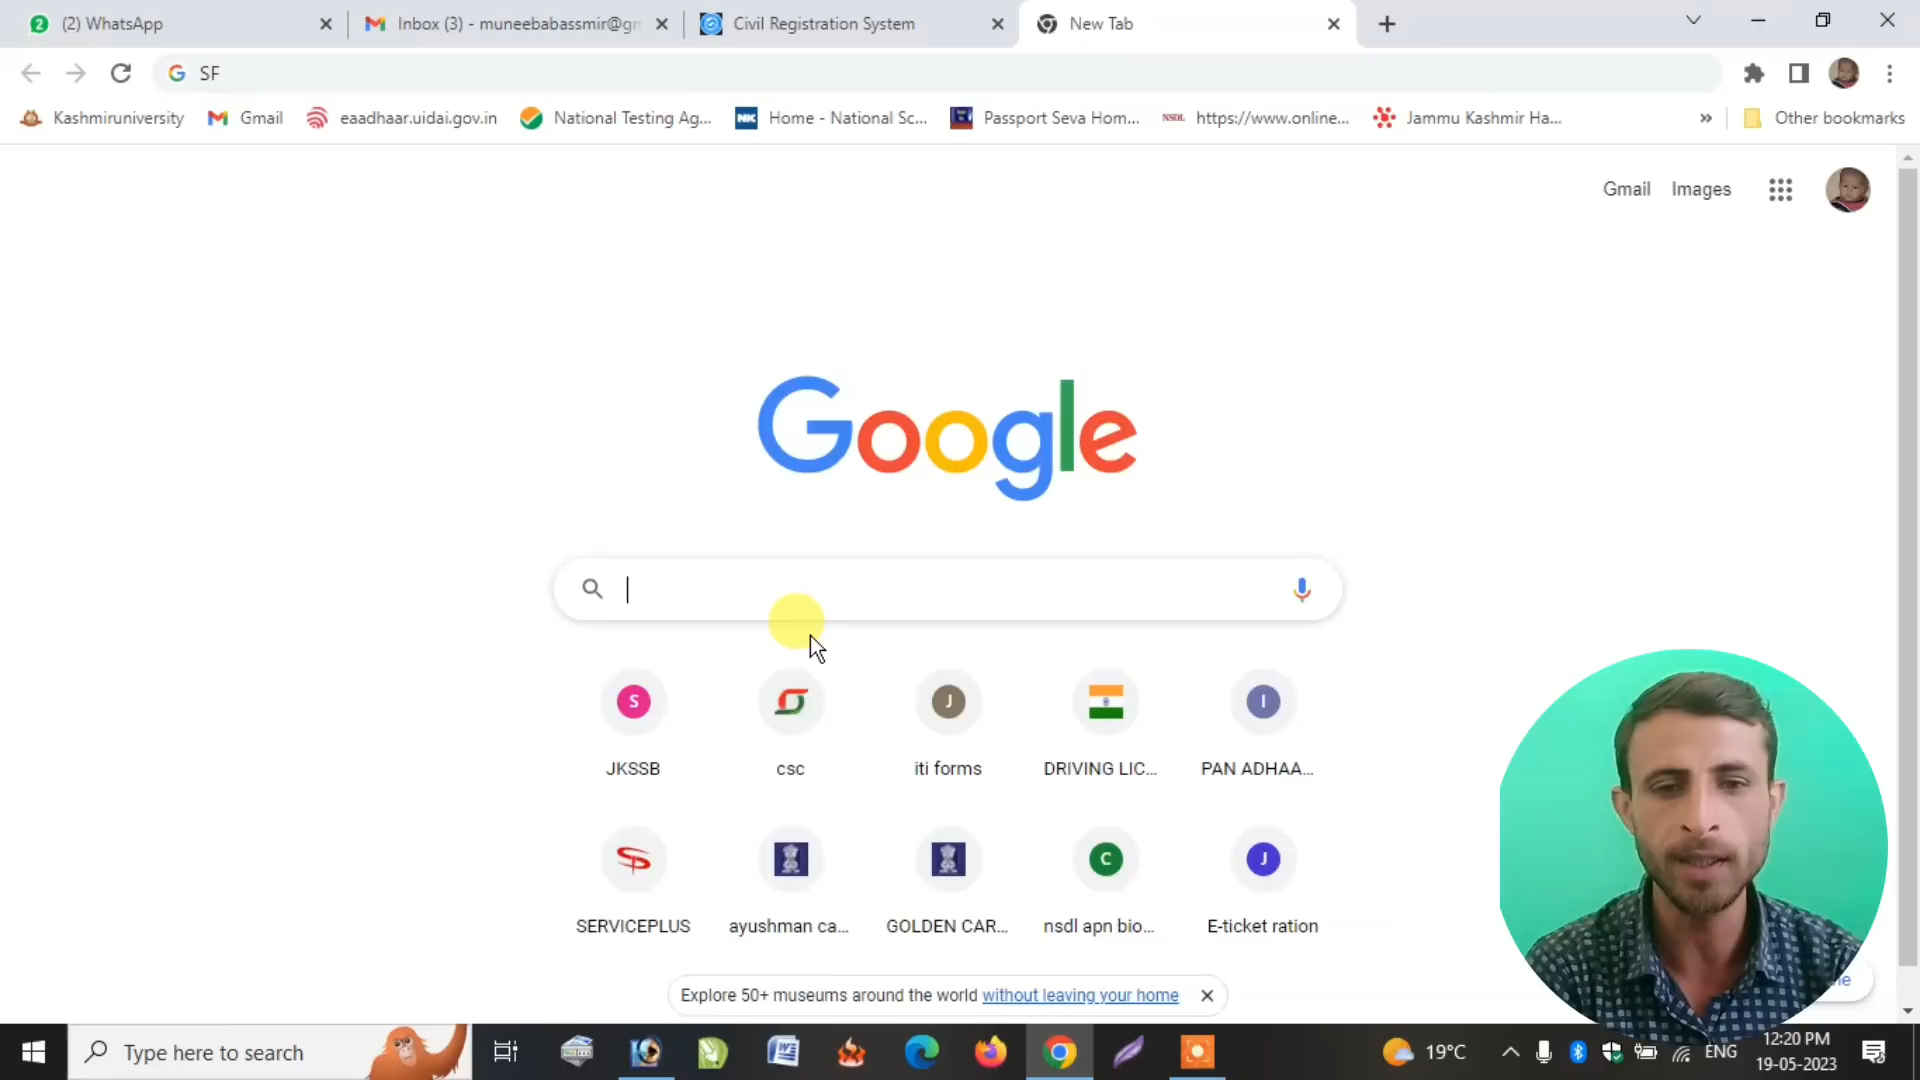 (2) WhatsApp
Inbox (3) - muneebabassmir@gm
Civil Registration System
New Tab
SF
Kashmiruniversity
Gmail
eaadhaar.uidai.gov.in
National Testing Ag...
Home - National Sc...
Passport Seva Hom...
https://www.online...
Jammu Kashmir Ha...
Other bookmarks
Gmail
Images
Google
JKSSB
csc
iti forms
DRIVING LIC...
PAN ADHAA...
SERVICEPLUS
ayushman ca...
GOLDEN CAR...
nsdl apn bio...
E-ticket ration
Explore 50+ museums around the world without leaving your home
Type here to search
19°C
ENG
12:20 PM
19-05-2023